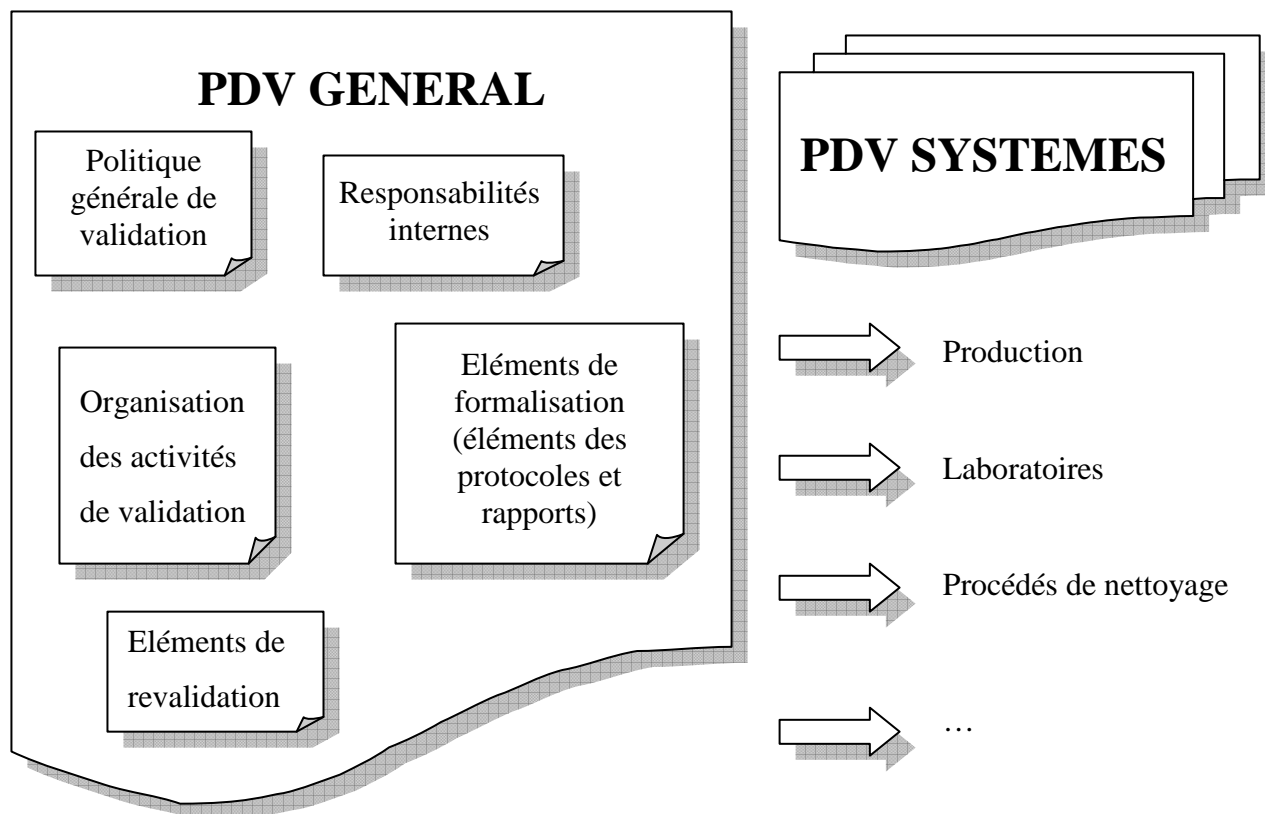 PDV GENERAL
Politique
générale de
validation
Responsabilités
internes
Organisation
des activités
de validation
Eléments de
formalisation
(éléments des
protocoles et
rapports)
Eléments de
revalidation
PDV SYSTEMES
Production
Laboratoires
Procédés de nettoyage
…